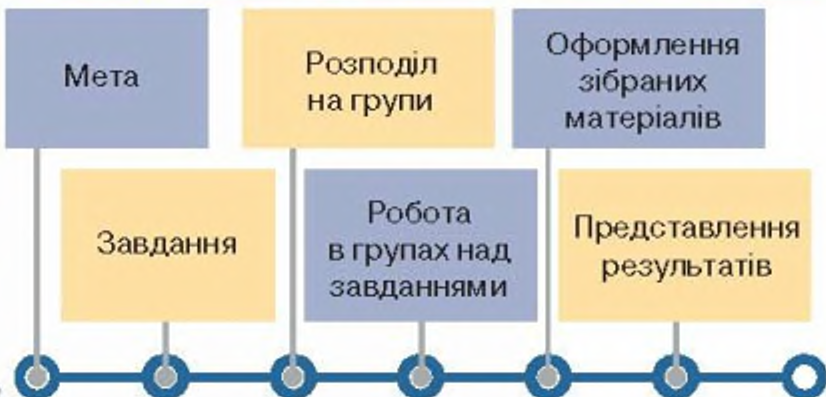 Мета
Завдання
Розподіл
на групи
Робота
в групах над
завданнями
Оформлення
зібраних
матеріалів
Представлення
результатів